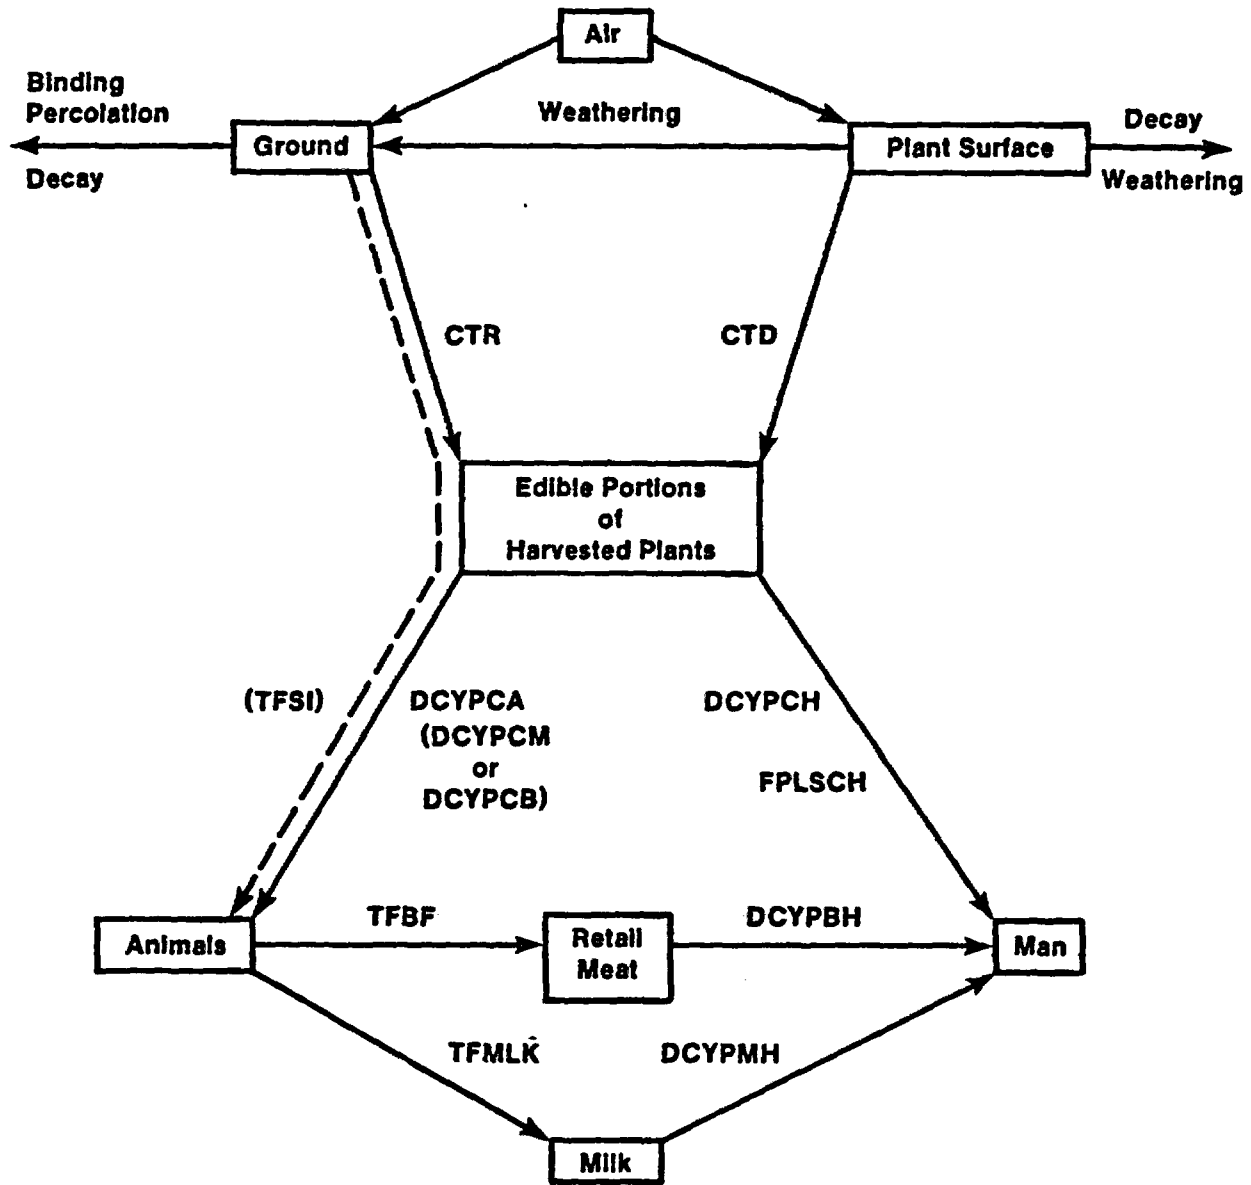 Air
Binding
Percolation
Weathering
Decay
Ground
Plant Surface
Decay
Weathering
CTR
CTD
Edible Portions
of
Harvested Plants
(TFSI)
DCYPCA
(DCYPCM
or
DCYPCB)
DCYPCH
FPLSCH
TFBF
DCYPBH
Animals
Retail
Meat
Man
TFMLK
DCYPMH
Milk